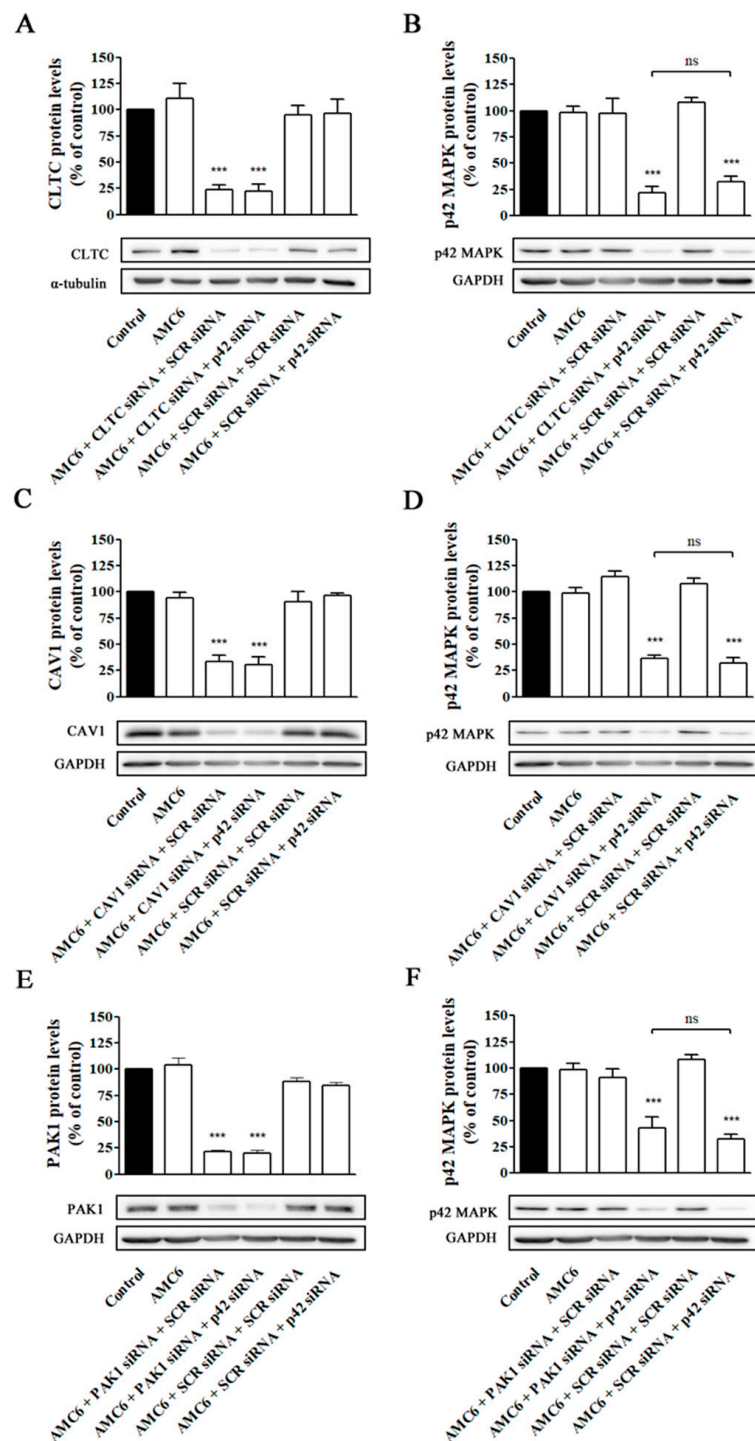 A
CLTC protein levels
(% of control)
150
125
100
75
50
25
0
***
***
CLTC
α-tubulin
Control
AMC6
AMC6 + CLTC siRNA + SCR siRNA
AMC6 + CLTC siRNA + p42 siRNA
AMC6 + SCR siRNA + SCR siRNA
AMC6 + SCR siRNA + p42 siRNA
B
p42 MAPK protein levels
(% of control)
150
125
100
75
50
25
0
ns
***
***
p42 MAPK
GAPDH
Control
AMC6
AMC6 + CLTC siRNA + SCR siRNA
AMC6 + CLTC siRNA + p42 siRNA
AMC6 + SCR siRNA + SCR siRNA
AMC6 + SCR siRNA + p42 siRNA
C
CAV1 protein levels
(% of control)
150
125
100
75
50
25
0
***
***
CAV1
GAPDH
Control
AMC6
AMC6 + CAV1 siRNA + SCR siRNA
AMC6 + CAV1 siRNA + p42 siRNA
AMC6 + SCR siRNA + SCR siRNA
AMC6 + SCR siRNA + p42 siRNA
D
p42 MAPK protein levels
(% of control)
150
125
100
75
50
25
0
ns
***
***
p42 MAPK
GAPDH
Control
AMC6
AMC6 + CAV1 siRNA + SCR siRNA
AMC6 + CAV1 siRNA + p42 siRNA
AMC6 + SCR siRNA + SCR siRNA
AMC6 + SCR siRNA + p42 siRNA
E
PAK1 protein levels
(% of control)
150
125
100
75
50
25
0
***
***
PAK1
GAPDH
Control
AMC6
AMC6 + PAK1 siRNA + SCR siRNA
AMC6 + PAK1 siRNA + p42 siRNA
AMC6 + SCR siRNA + SCR siRNA
AMC6 + SCR siRNA + p42 siRNA
F
p42 MAPK protein levels
(% of control)
150
125
100
75
50
25
0
ns
***
***
p42 MAPK
GAPDH
Control
AMC6
AMC6 + PAK1 siRNA + SCR siRNA
AMC6 + PAK1 siRNA + p42 siRNA
AMC6 + SCR siRNA + SCR siRNA
AMC6 + SCR siRNA + p42 siRNA